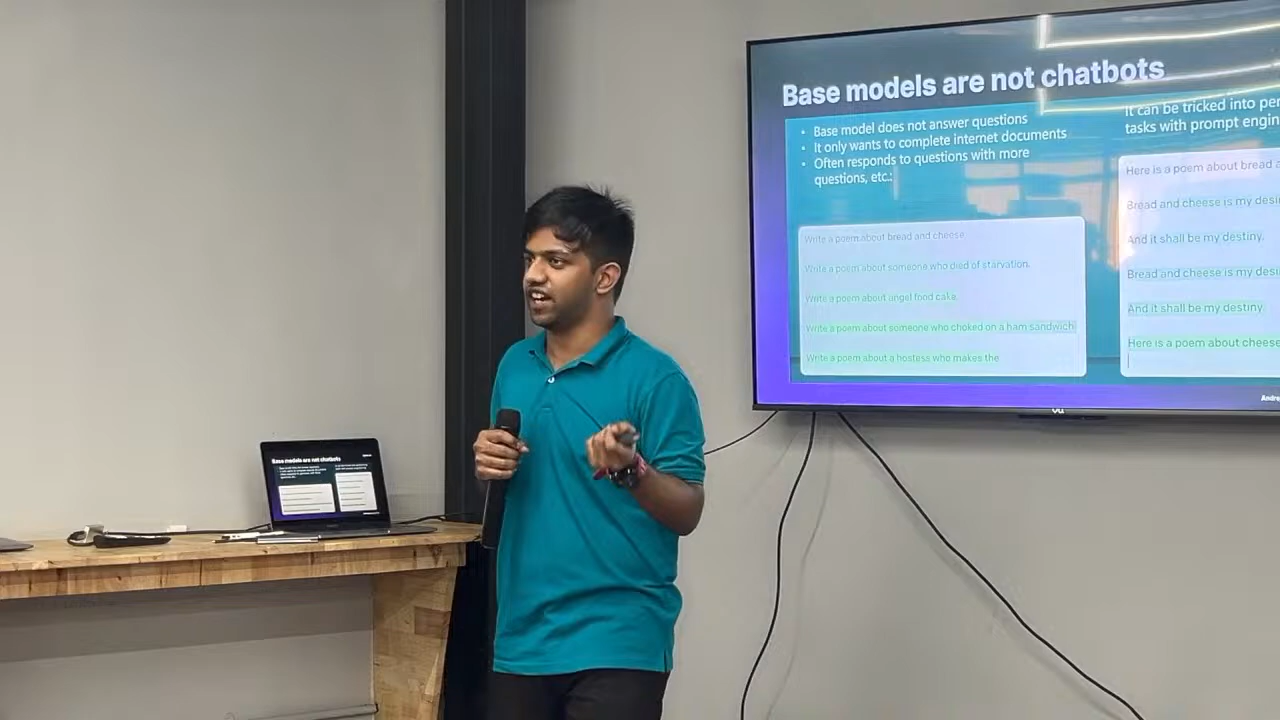 Base models are not chatbots
• Base model does not answer questions
• It only wants to complete internet documents
• Often responds to questions with more
questions, etc.:
Write a poem about bread and cheese.
Write a poem about someone who died of starvation.
Write a poem about angel food cake.
Write a poem about someone who choked on a ham sandwich
Write a poem about a hostess who makes the
It can be tricked into
tasks with prompt
Here is a poem about bread
Bread and cheese is my
And it shall be my destiny.
Bread and cheese is my
And it shall be my destiny
Here is a poem about cheese
Base models are not chatbots